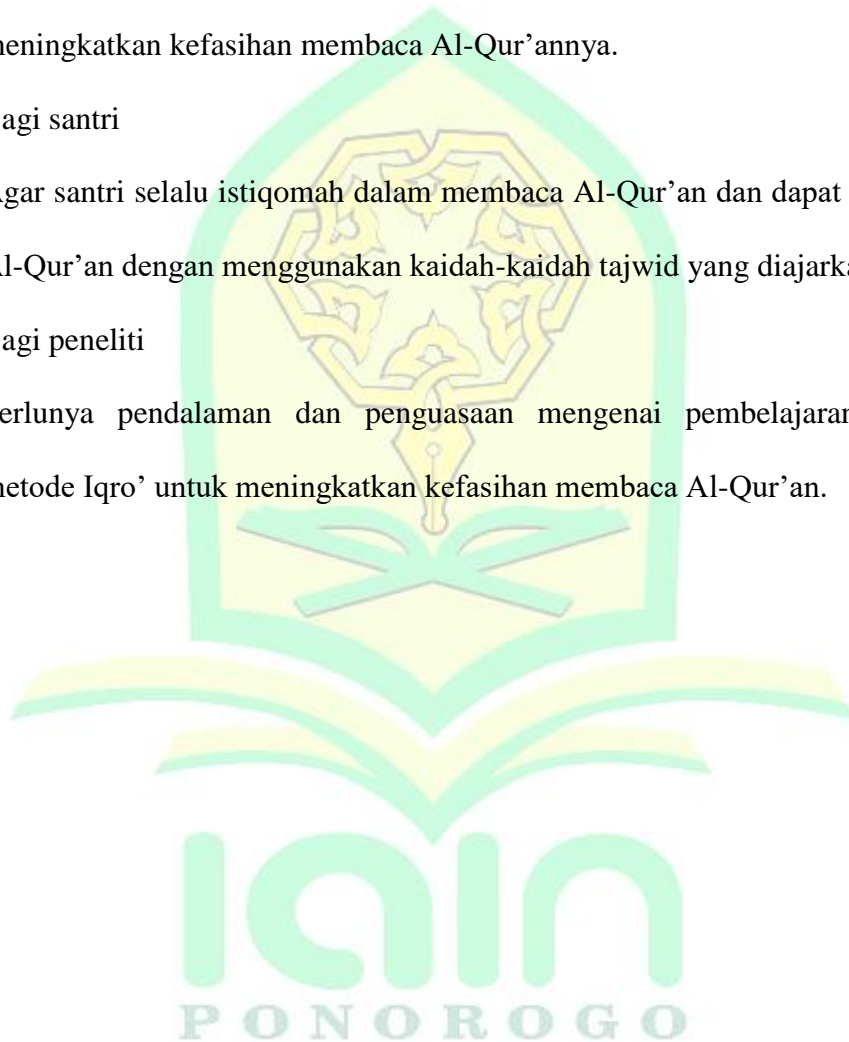 meningkatkan kefasihan membaca Al-Qur'annya.
agi santri
Agar santri selalu istiqomah dalam membaca Al-Qur'an dan dapat
Al-Qur'an dengan menggunakan kaidah-kaidah tajwid yang diajarka
agi peneliti
erlunya pendalaman dan penguasaan mengenai pembelajaran
metode Iqro' untuk meningkatkan kefasihan membaca Al-Qur'an.
IAIN
PONOROGO